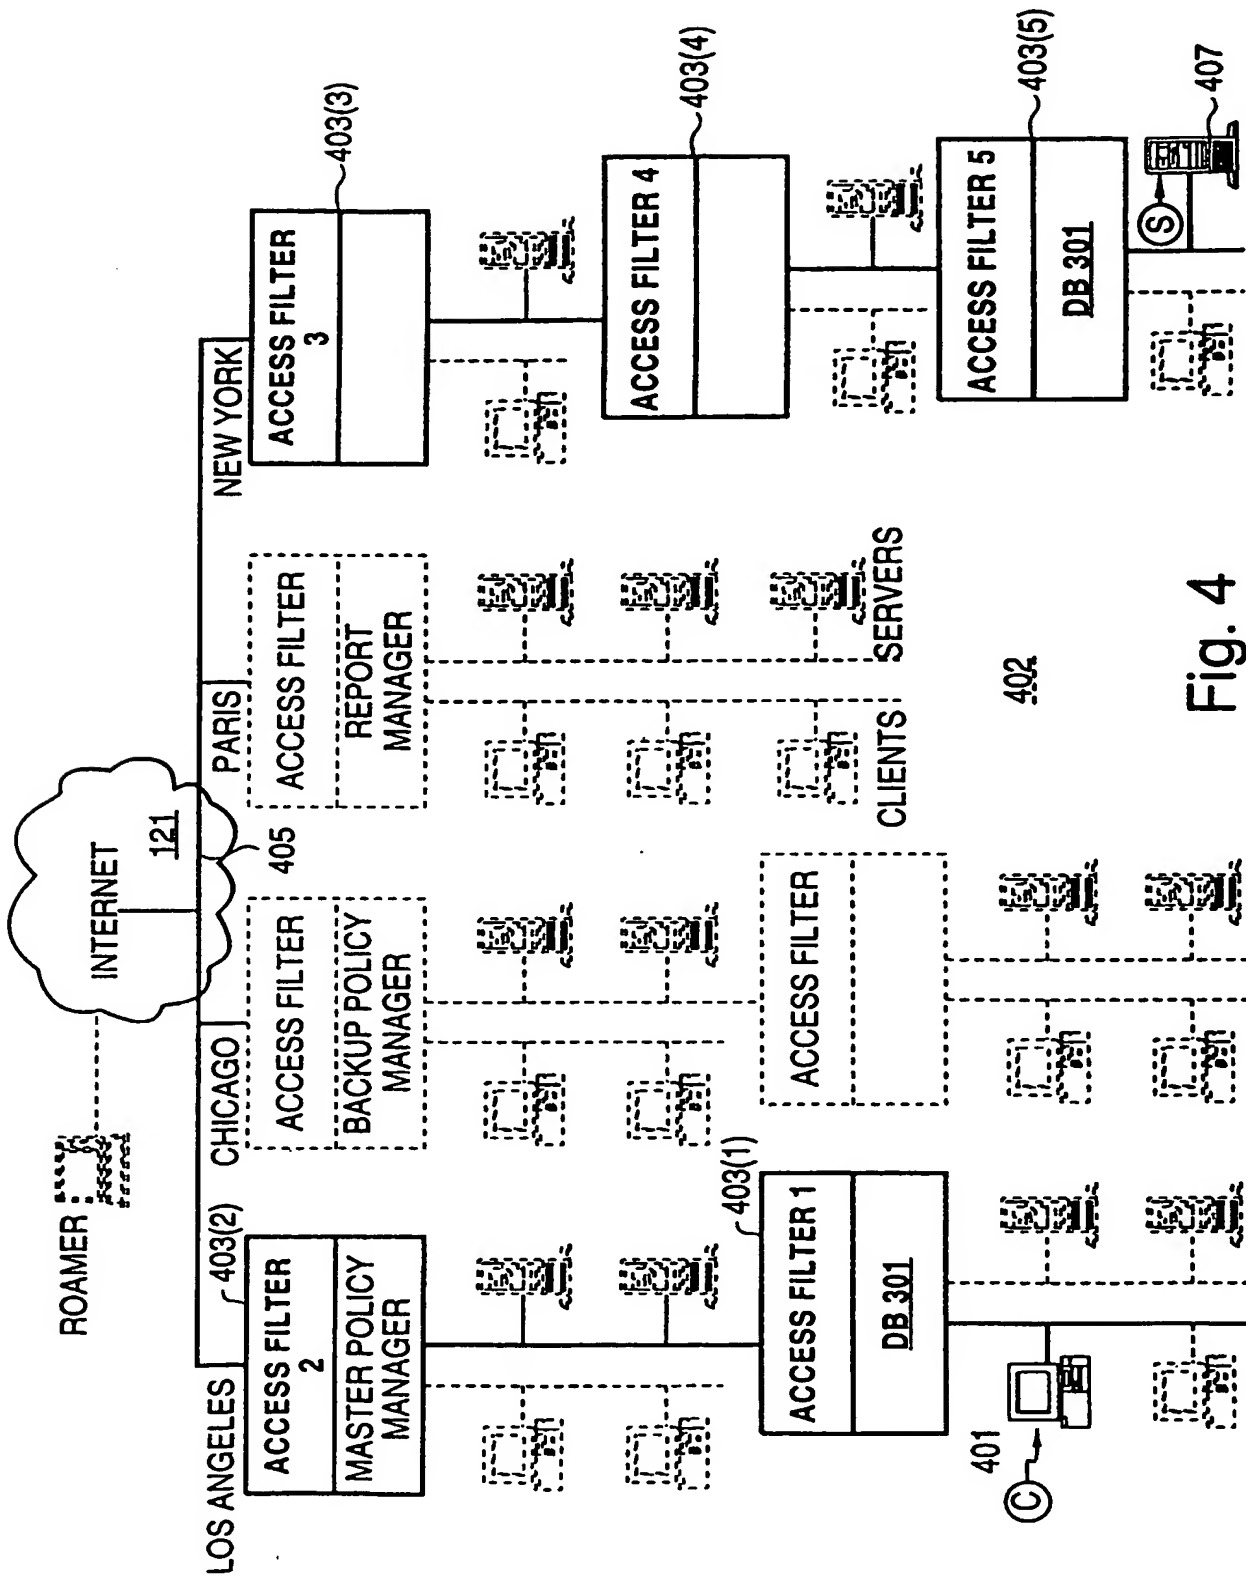 ROAMER
INTERNET
121
405
LOS ANGELES
403(2)
ACCESS FILTER
2
MASTER POLICY
MANAGER
403(1)
ACCESS FILTER 1
DB 301
401
C
CHICAGO
ACCESS FILTER
BACKUP POLICY
MANAGER
ACCESS FILTER
PARIS
ACCESS FILTER
REPORT
MANAGER
CLIENTS
SERVERS
NEW YORK
ACCESS FILTER
3
403(3)
ACCESS FILTER 4
403(4)
ACCESS FILTER 5
DB 301
403(5)
S
407
402
Fig. 4